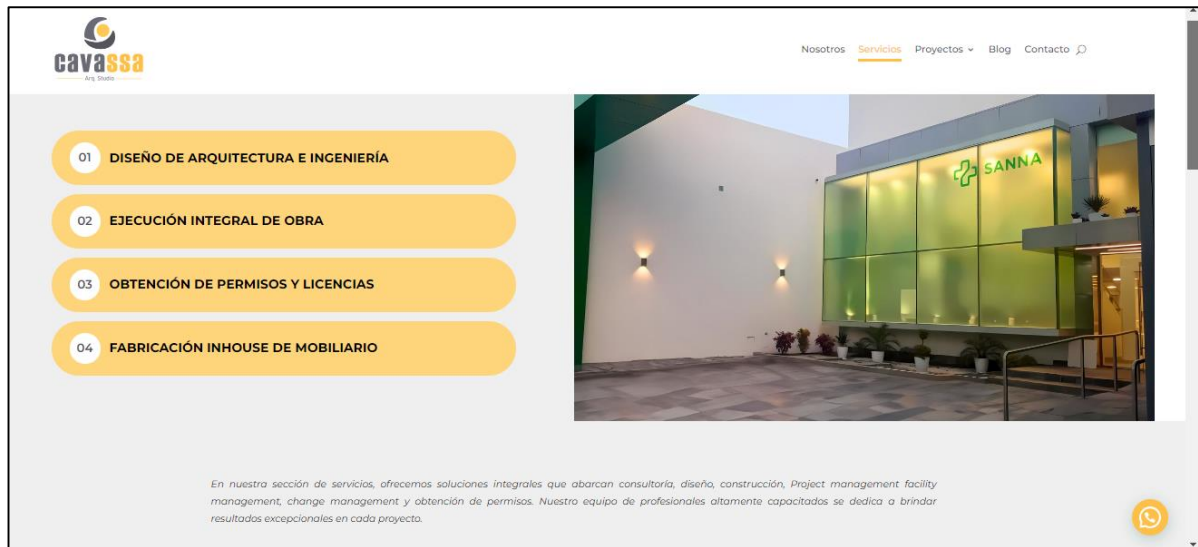 cavassa
Arq. Studio
Nosotros Servicios Proyectos Blog Contacto
01 DISEÑO DE ARQUITECTURA E INGENIERÍA
02 EJECUCIÓN INTEGRAL DE OBRA
03 OBTENCIÓN DE PERMISOS Y LICENCIAS
04 FABRICACIÓN INHOUSE DE MOBILIARIO
SANNA
En nuestra sección de servicios, ofrecemos soluciones integrales que abarcan consultoría, diseño, construcción, Project management facility
management, change management y obtención de permisos. Nuestro equipo de profesionales altamente capacitados se dedica a brindar
resultados excepcionales en cada proyecto.